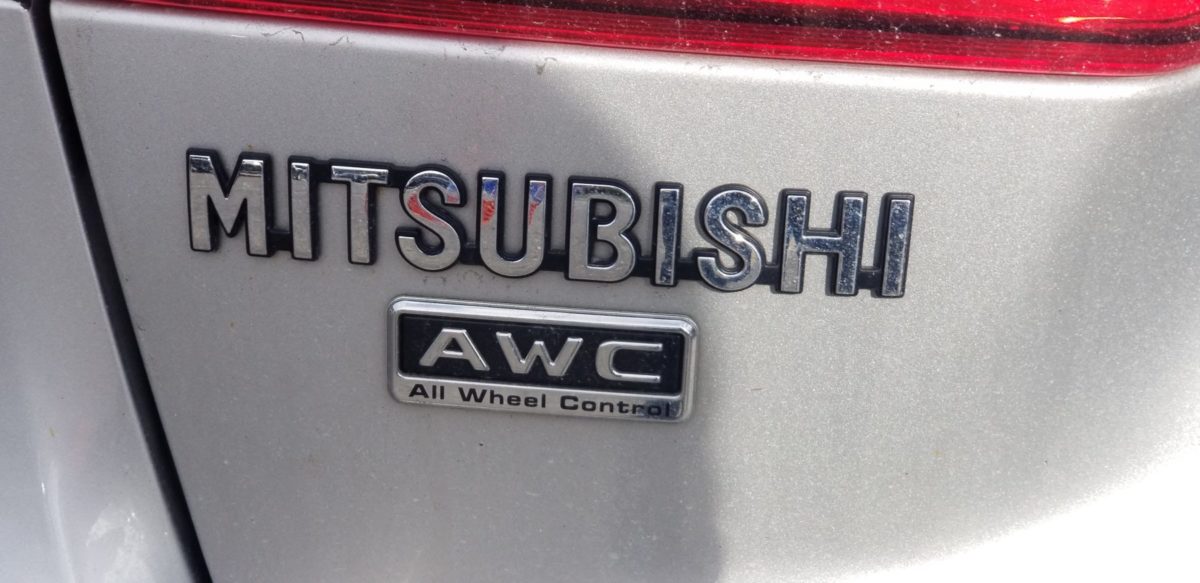 MITSUBISHI
AWC
All Wheel Control